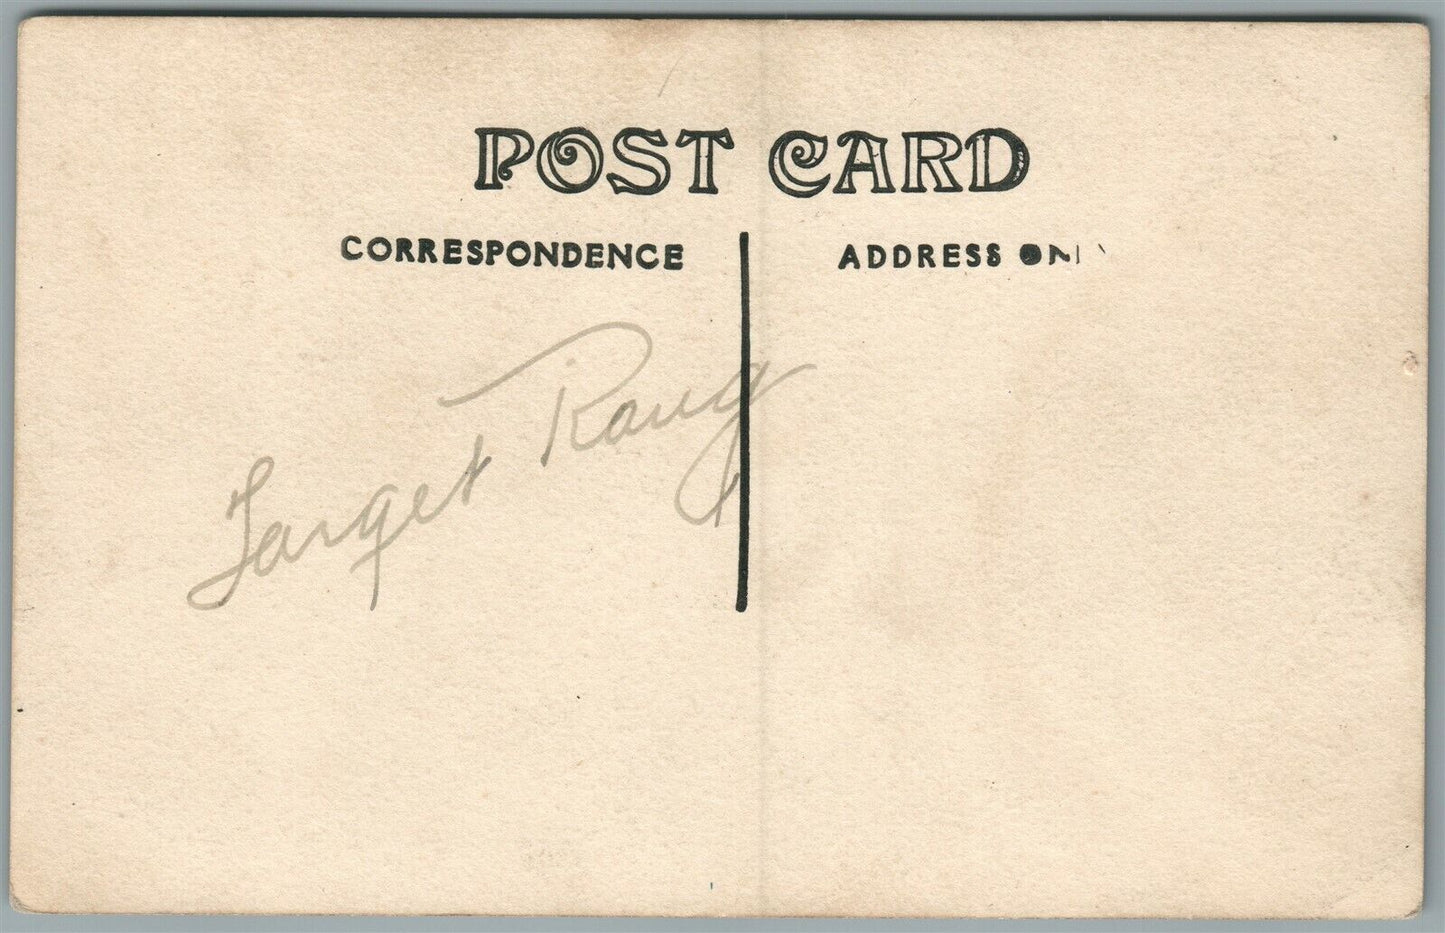 POST CARD
CORRESPONDENCE
ADDRESS ON
Target Rang